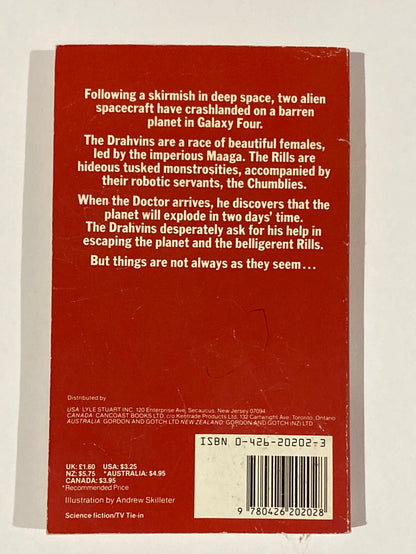 Following a skirmish in deep space, two alien
spacecraft have crashlanded on a barren
planet in Galaxy Four.
The Drahvins are a race of beautiful females,
led by the imperious Maaga. The Rills are
hideous tusked monstrosities, accompanied by
their robotic servants, the Chumblies.
When the Doctor arrives, he discovers that the
planet will explode in two days' time.
The Drahvins desperately ask for his help in
escaping the planet and the belligerent Rills.
But things are not always as they seem...
Distributed by
USA: LYLE STUART INC. 120 Enterprise Ave, Secaucus, New Jersey 07094
CANADA: CANCOAST BOOKS LTD, c/o Kentrade Products Ltd, 132 Cartwright Ave, Toronto, Ontario
AUSTRALIA: GORDON AND GOTCH LTD NEW ZEALAND: GORDON AND GOTCH (NZ) LTD
ISBN 0-426-20202-3
UK: £1.60 USA: $3.25
NZ: $5.75 *AUSTRALIA: $4.95
CANADA: $3.95
*Recommended Price
Illustration by Andrew Skilleter
Science fiction/TV Tie-in
9 780426 202028